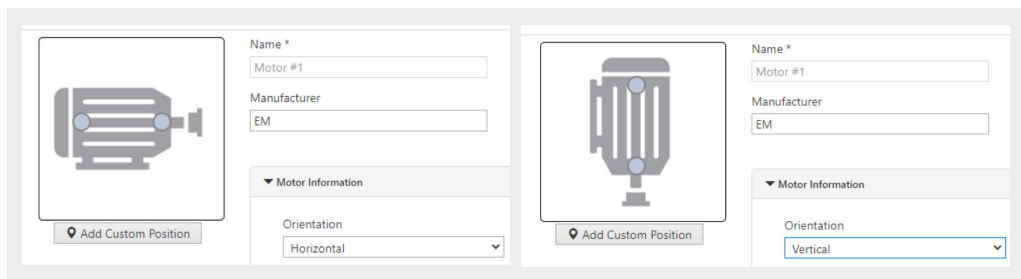 Name *
Motor #1
Manufacturer
EM
Motor Information
Orientation
Add Custom Position
Horizontal
Name *
Motor #1
Manufacturer
EM
Motor Information
Orientation
Add Custom Position
Vertical